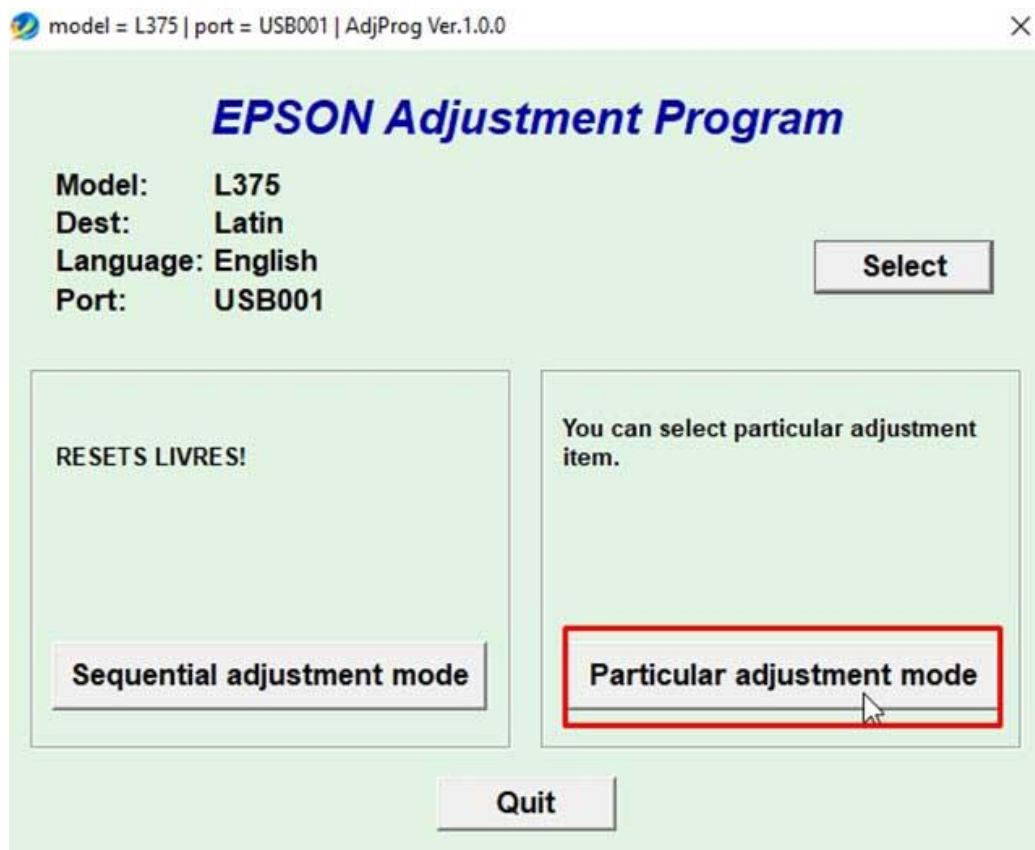 model = L375 | port = USB001 | AdjProg Ver.1.0.0
EPSON Adjustment Program
Model: L375
Dest: Latin
Language: English
Port: USB001
Select
RESETS LIVRES!
Sequential adjustment mode
You can select particular adjustment
item.
Particular adjustment mode
Quit